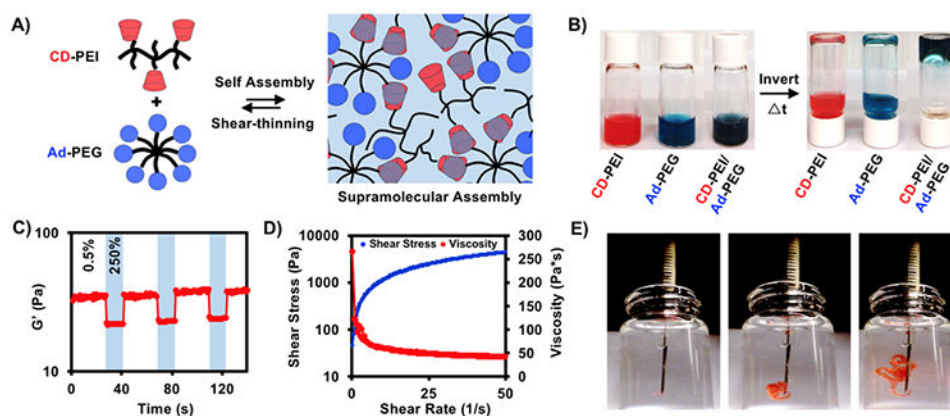 A)
CD-PEI
+
Ad-PEG
Self Assembly
Shear-thinning
Supramolecular Assembly
B)
CD-PEI
Ad-PEG
CD-PEI/
Ad-PEG
Invert
△t
CD-PEI
Ad-PEG
CD-PEI/
Ad-PEG
C)
G' (Pa)
100
10
0.5%
250%
0 40 80 120
Time (s)
D)
Shear Stress (Pa)
10000
1000
100
10
Shear Stress Viscosity
300
250
200
150
100
50
0
Viscosity (Pa*s)
0 25 50
Shear Rate (1/s)
E)